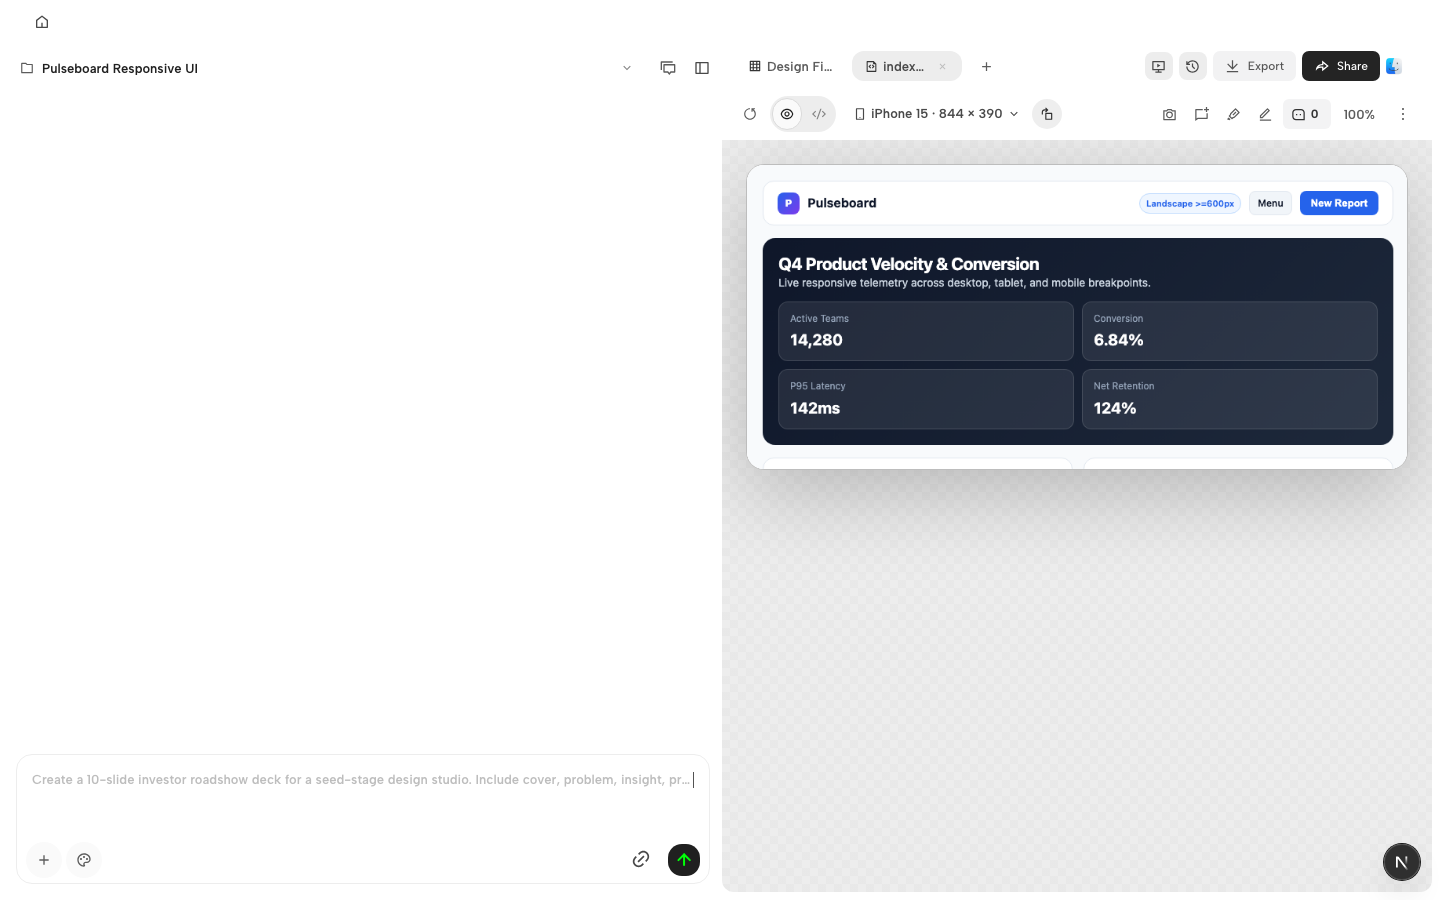 Pulseboard Responsive UI
Design Fi...
index...
Export
Share
iPhone 15 · 844 × 390
0
100%
P
Pulseboard
Landscape >=600px
Menu
New Report
Q4 Product Velocity & Conversion
Live responsive telemetry across desktop, tablet, and mobile breakpoints.
Active Teams
14,280
Conversion
6.84%
P95 Latency
142ms
Net Retention
124%
Create a 10-slide investor roadshow deck for a seed-stage design studio. Include cover, problem, insight, pr...
N